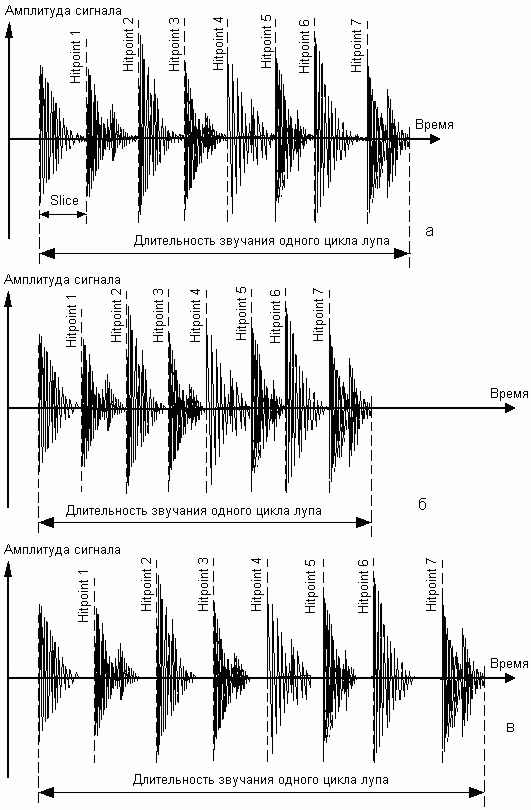 Амплитуда сигнала
Hitpoint 1
Hitpoint 2
Hitpoint 3
Hitpoint 4
Hitpoint 5
Hitpoint 6
Hitpoint 7
Время
Slice
а
Длительность звучания одного цикла лупа
Амплитуда сигнала
Hitpoint 1
Hitpoint 2
Hitpoint 3
Hitpoint 4
Hitpoint 5
Hitpoint 6
Hitpoint 7
Время
Длительность звучания одного цикла лупа
б
Амплитуда сигнала
Hitpoint 1
Hitpoint 2
Hitpoint 3
Hitpoint 4
Hitpoint 5
Hitpoint 6
Hitpoint 7
Время
в
Длительность звучания одного цикла лупа